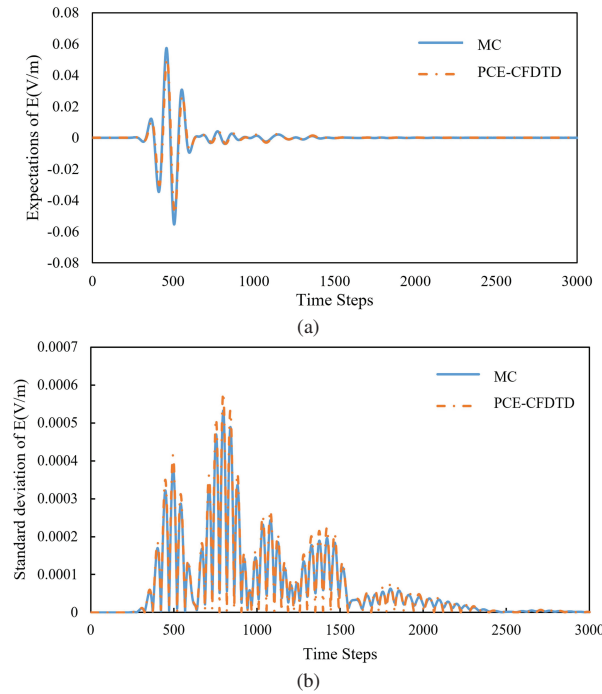 0.08
0.06
0.04
0.02
0
-0.02
-0.04
-0.06
-0.08
Expectations of E(V/m)
MC
PCE-CFDTD
0 500 1000 1500 2000 2500 3000
Time Steps
(a)
0.0007
0.0006
0.0005
0.0004
0.0003
0.0002
0.0001
0
Standard deviation of E(V/m)
MC
PCE-CFDTD
0 500 1000 1500 2000 2500 3000
Time Steps
(b)